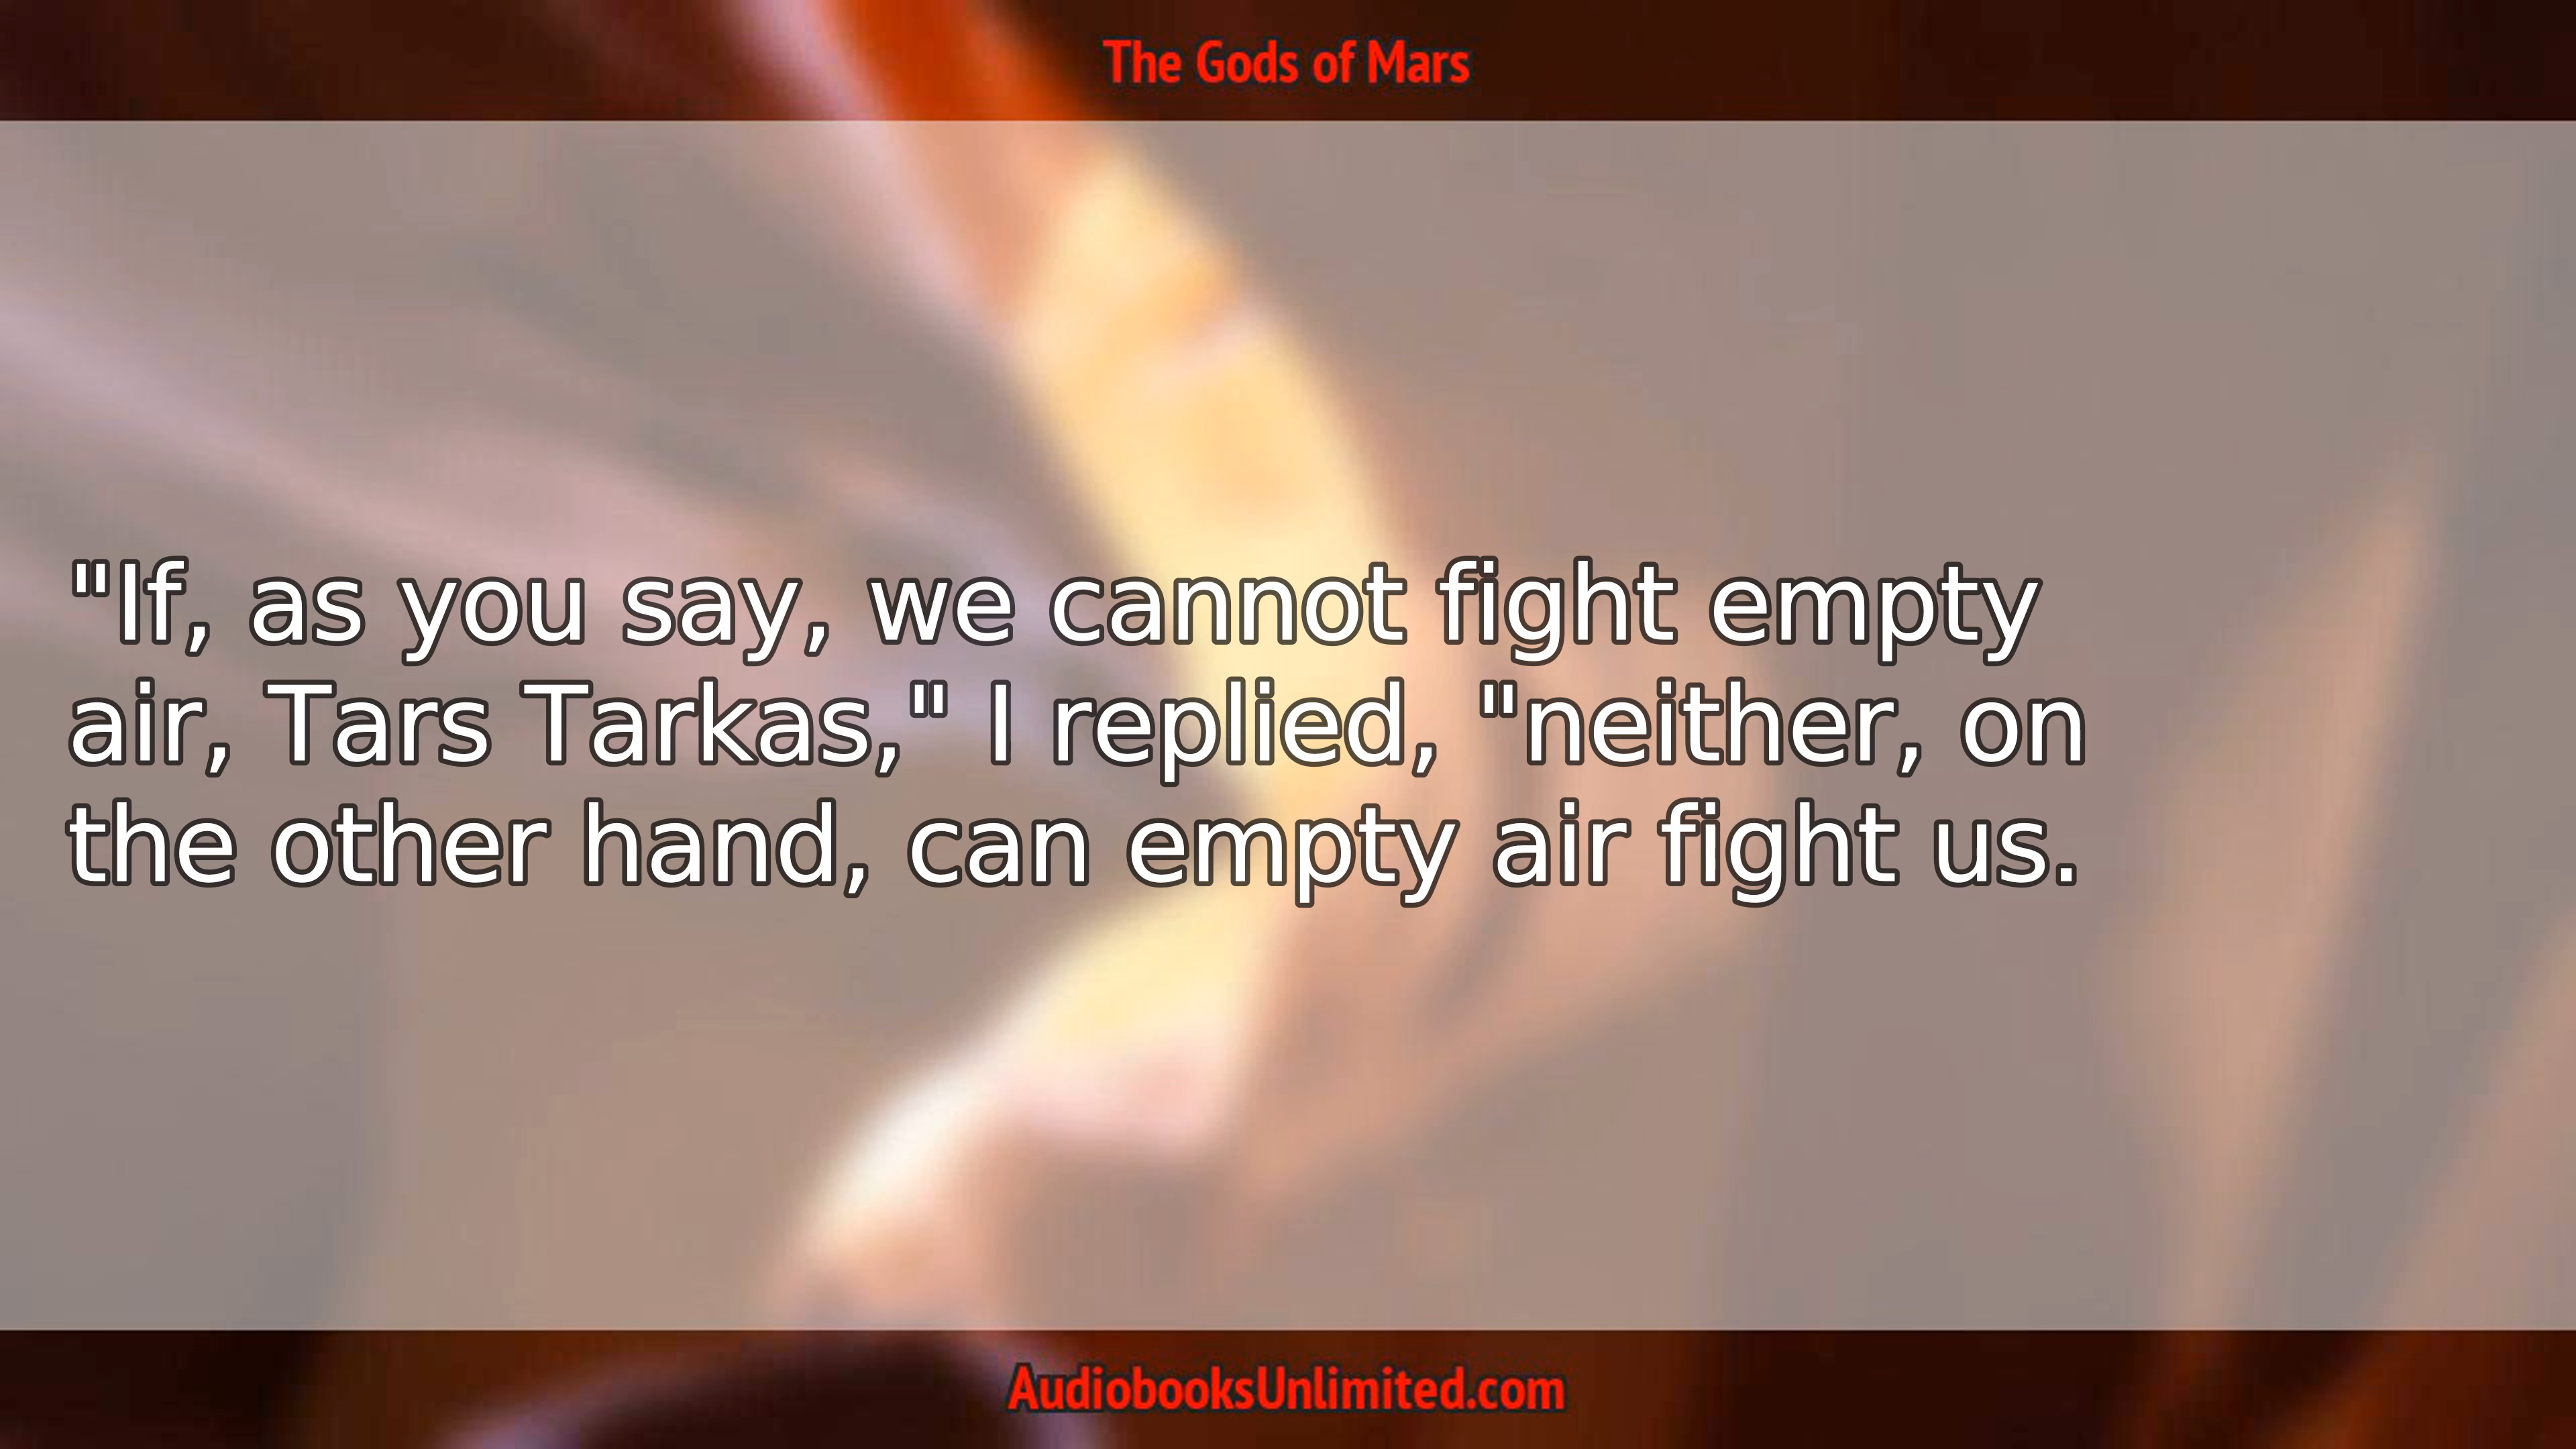 The Gods of Mars
"If, as you say, we cannot fight empty
air, Tars Tarkas," I replied, "neither, on
the other hand, can empty air fight us.
AudiobooksUnlimited.com